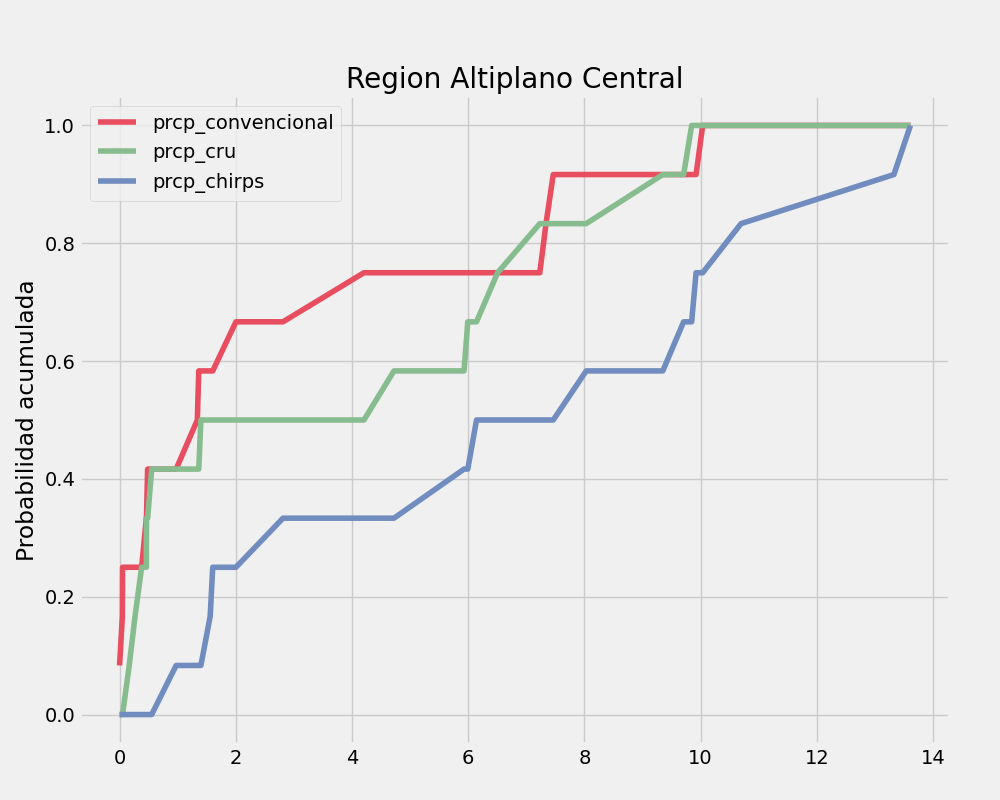 Region Altiplano Central
prcp_convencional
prcp_cru
prcp_chirps
Probabilidad acumulada
1.0
0.8
0.6
0.4
0.2
0.0
0 2 4 6 8 10 12 14